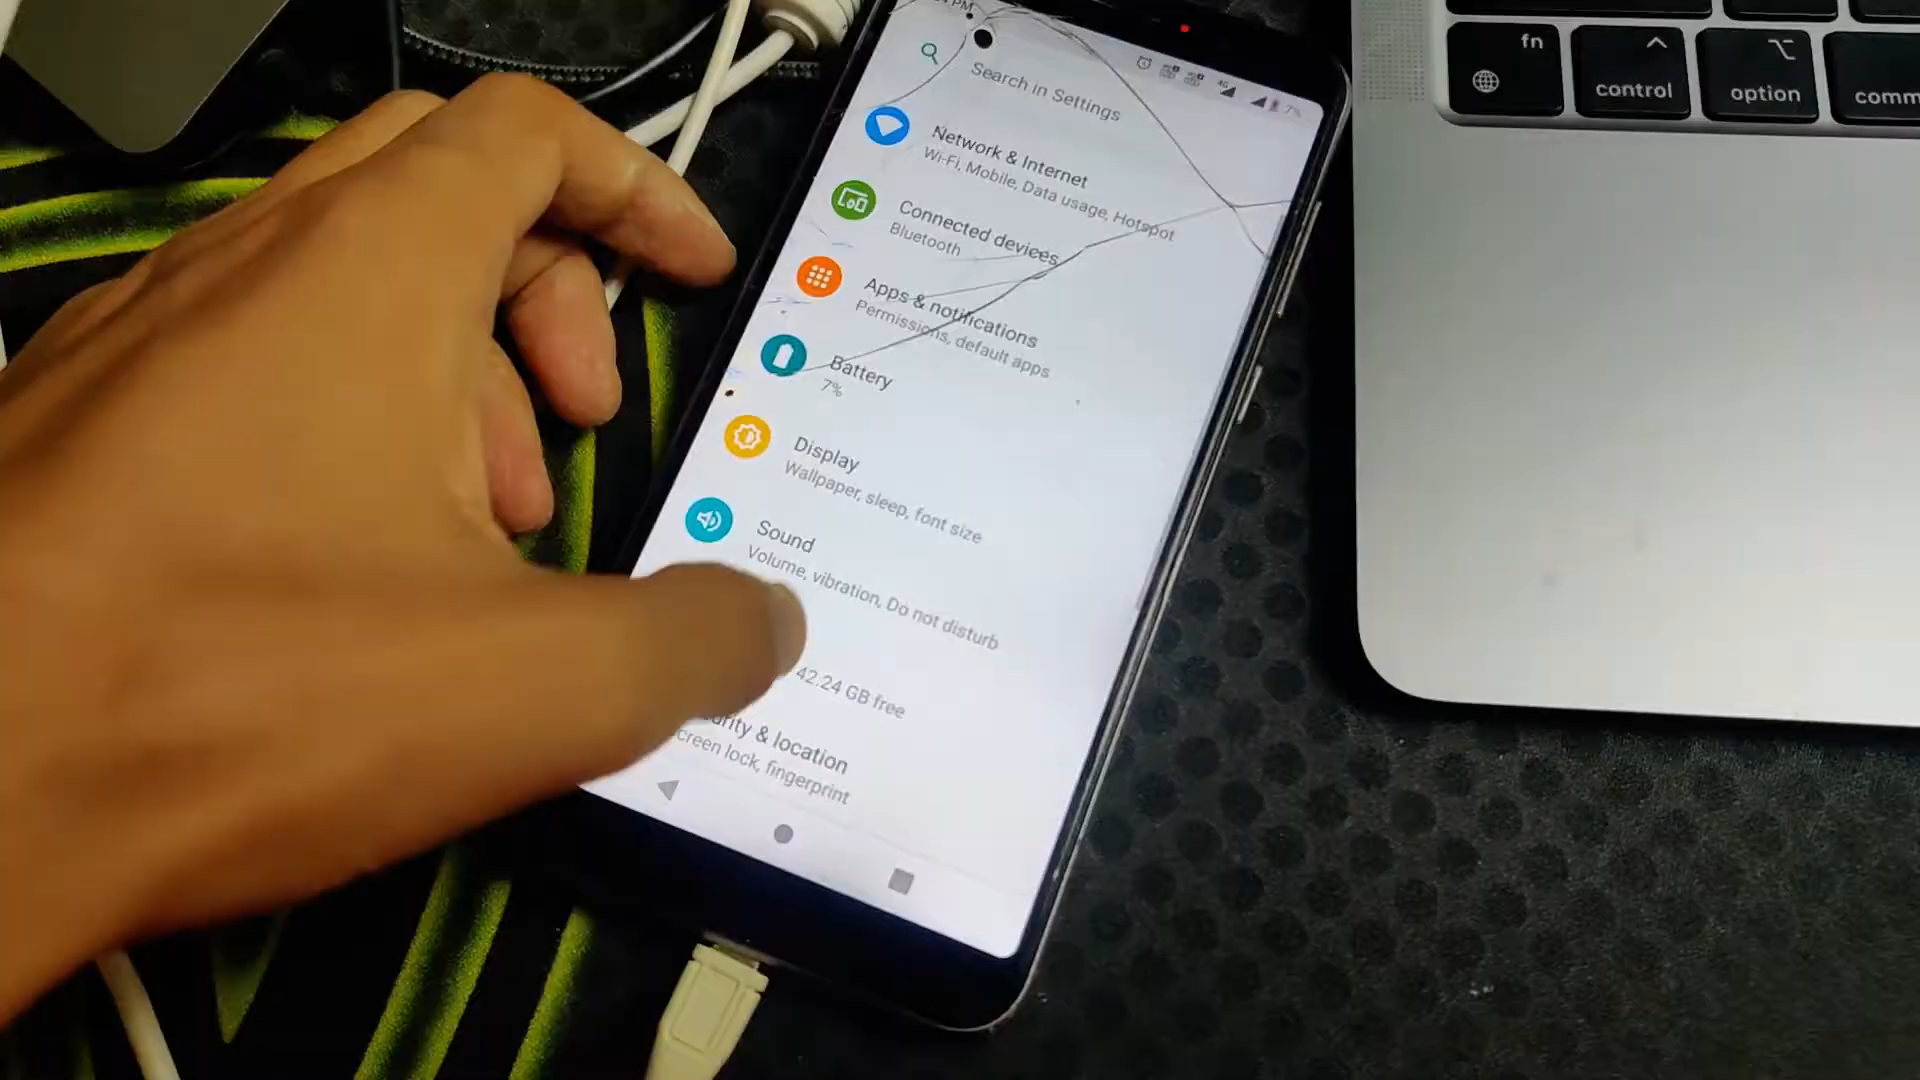 PM
7%
Search in Settings
Network & Internet
Wi-Fi, Mobile, Data usage, Hotspot
Connected devices
Bluetooth
Apps & notifications
Permissions, default apps
Battery
7%
Display
Wallpaper, sleep, font size
Sound
Volume, vibration, Do not disturb
42.24 GB free
& location
lock, fingerprint
fn
control
option